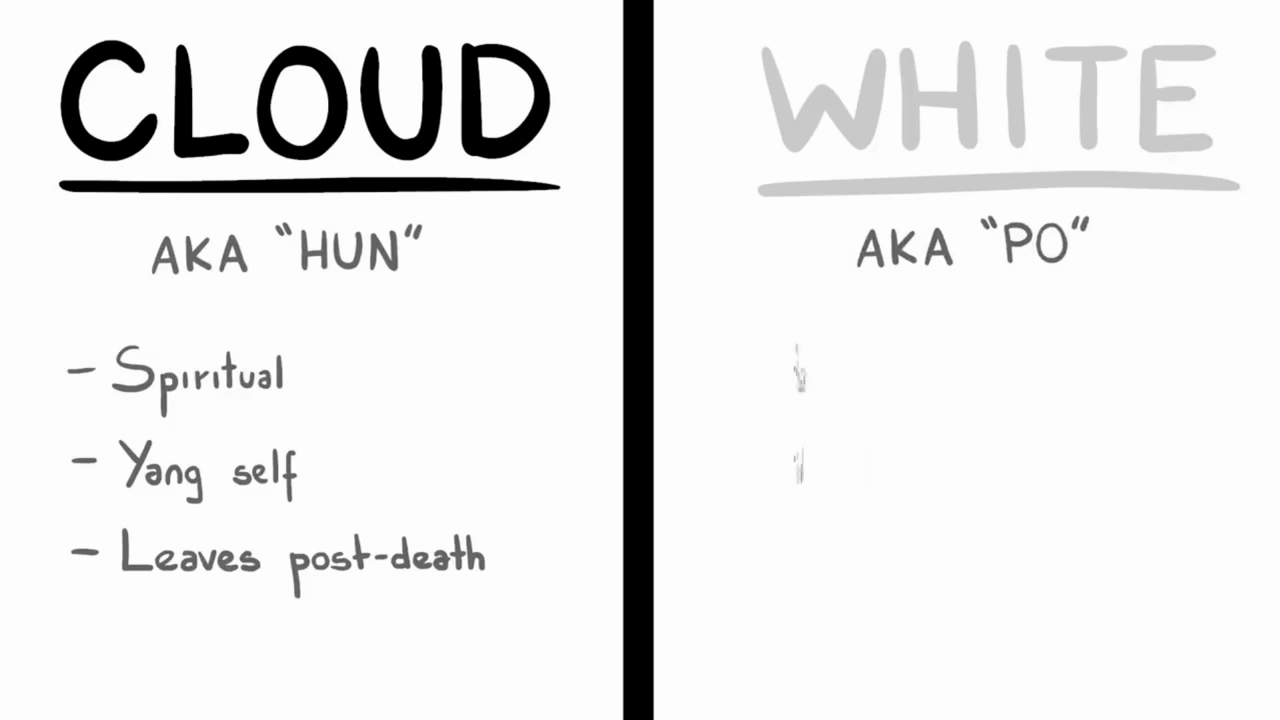 CLOUD
AKA "HUN"
- Spiritual
- Yang self
- Leaves post-death
WHITE
AKA "PO"